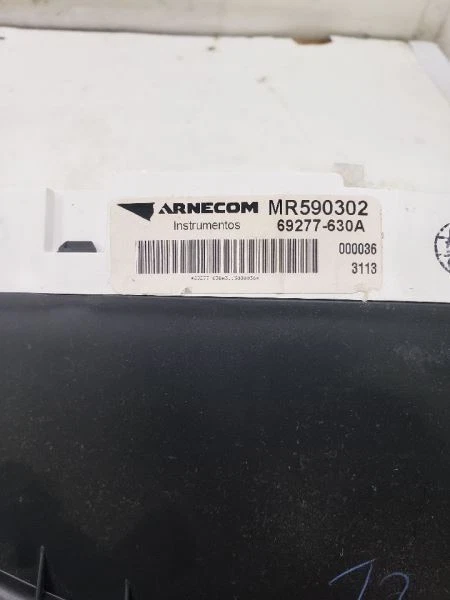 ARNECOM MR590302
Instrumentos 69277-630A
000036
3113